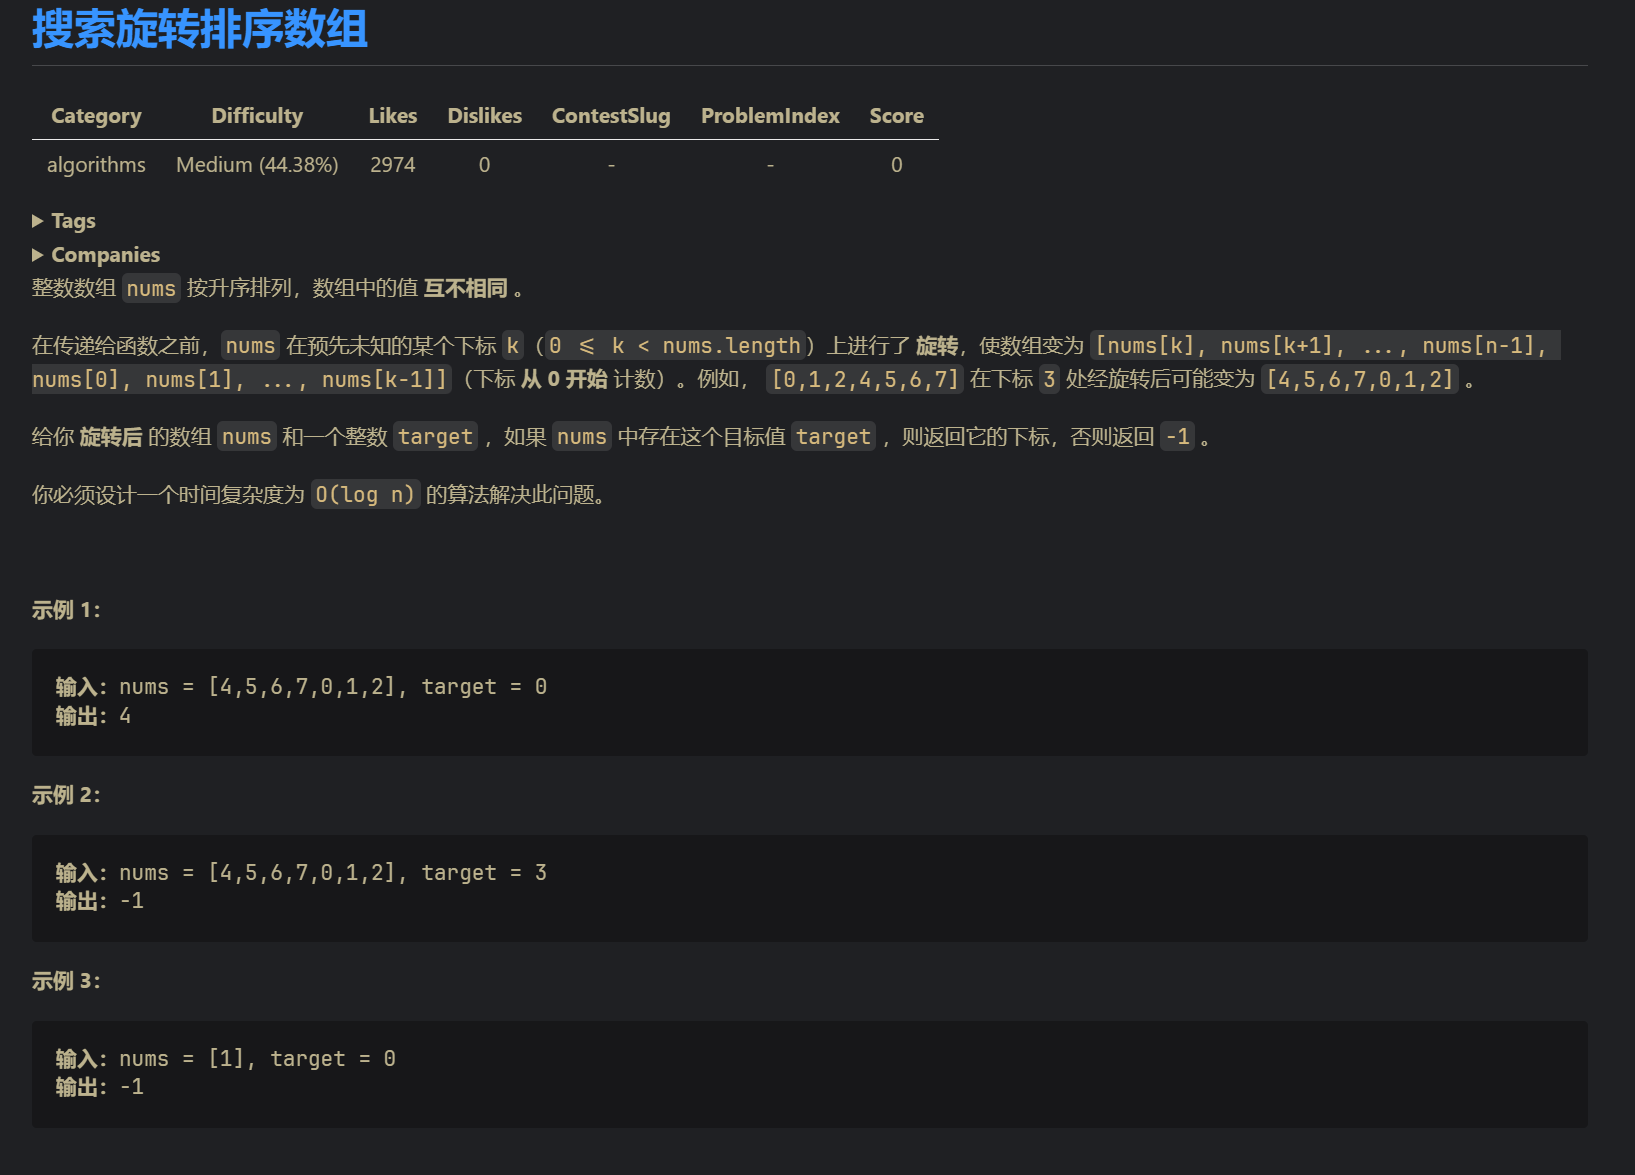 搜索旋转排序数组
Category Difficulty Likes Dislikes ContestSlug ProblemIndex Score
algorithms Medium (44.38%) 2974 0 - - 0
▶ Tags
▶ Companies
整数数组 nums 按升序排列，数组中的值 互不相同 。
在传递给函数之前，nums 在预先未知的某个下标 k（0 <= k < nums.length）上进行了 旋转，使数组变为 [nums[k], nums[k+1], ..., nums[n-1],
nums[0], nums[1], ..., nums[k-1]]（下标 从 0 开始 计数）。例如， [0,1,2,4,5,6,7] 在下标 3 处经旋转后可能变为 [4,5,6,7,0,1,2] 。
给你 旋转后 的数组 nums 和一个整数 target ，如果 nums 中存在这个目标值 target ，则返回它的下标，否则返回 -1 。
你必须设计一个时间复杂度为 O(log n) 的算法解决此问题。
示例 1：
输入：nums = [4,5,6,7,0,1,2], target = 0
输出：4
示例 2：
输入：nums = [4,5,6,7,0,1,2], target = 3
输出：-1
示例 3：
输入：nums = [1], target = 0
输出：-1